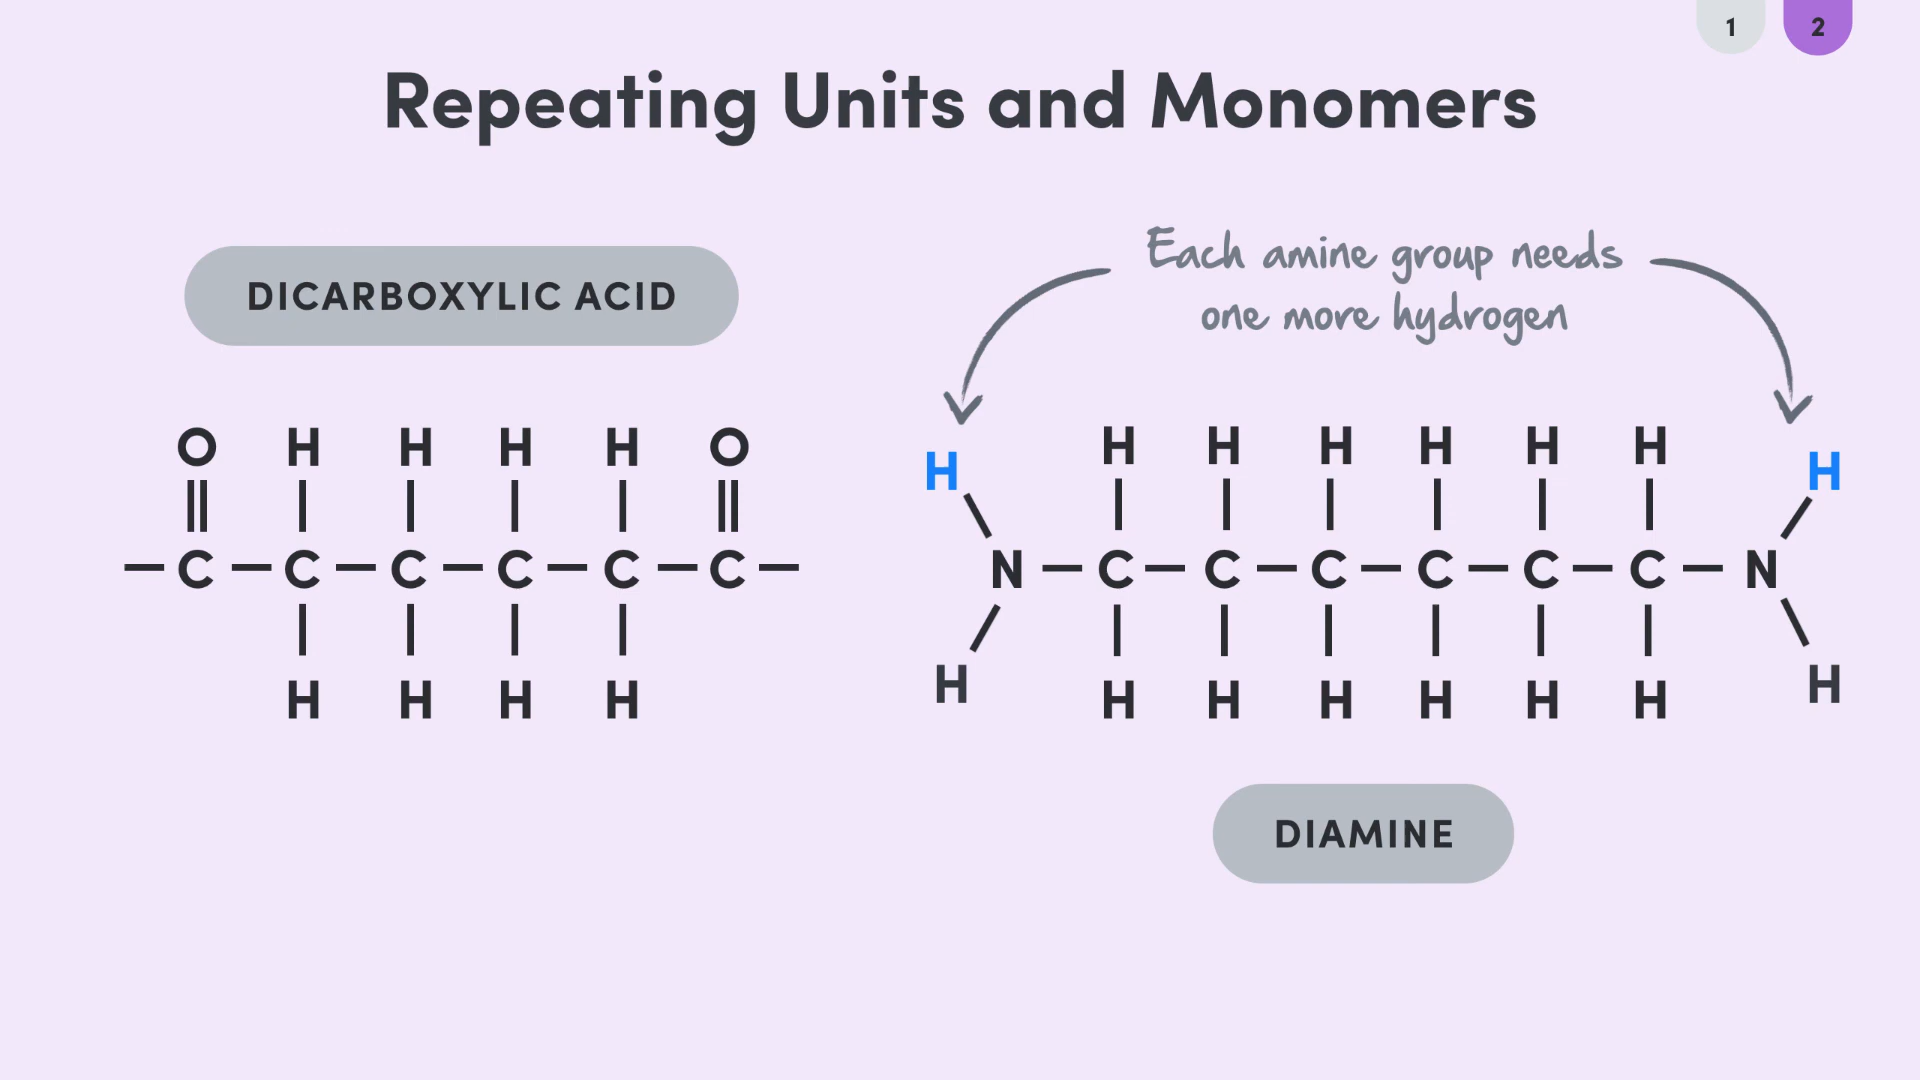 1 2
Repeating Units and Monomers
DICARBOXYLIC ACID
Each amine group needs
one more hydrogen
O H H H H O
C C C C C C
H H H H
H H H H H H H H
N C C C C C C N
H H H H H H H H
DIAMINE